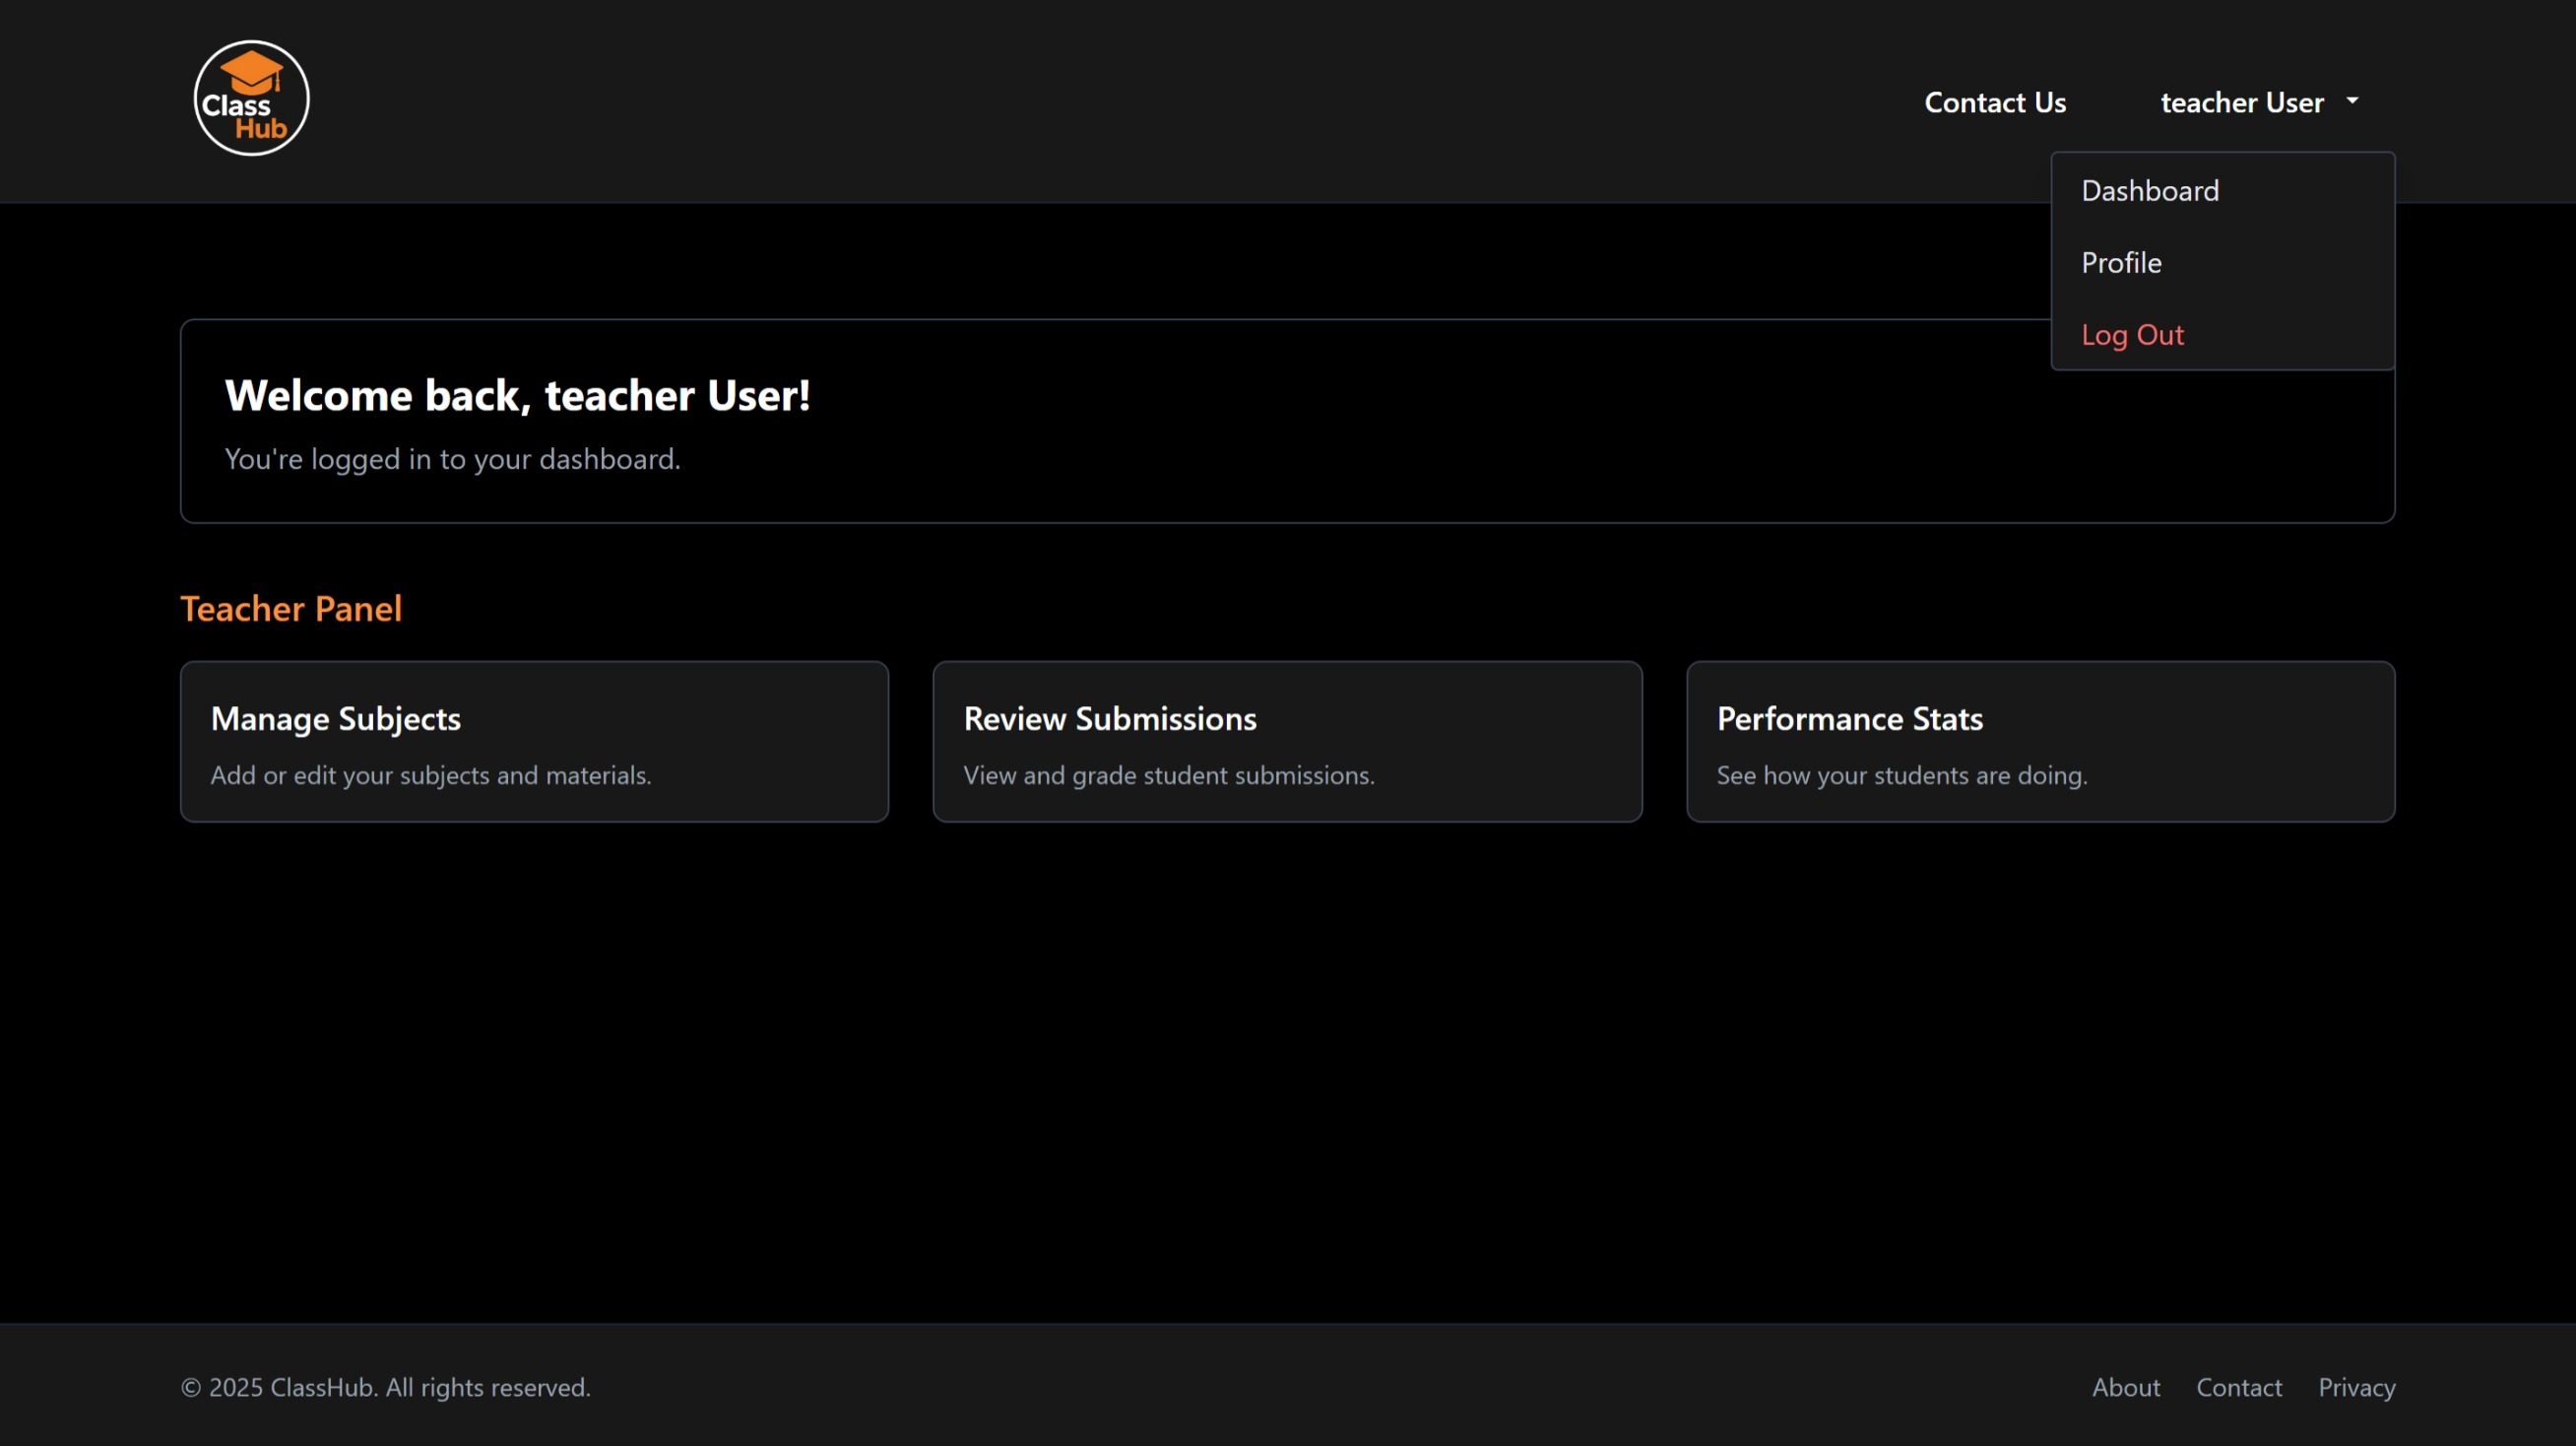 Class
Hub
Contact Us
teacher User
Dashboard
Profile
Log Out
Welcome back, teacher User!
You're logged in to your dashboard.
Teacher Panel
Manage Subjects
Add or edit your subjects and materials.
Review Submissions
View and grade student submissions.
Performance Stats
See how your students are doing.
© 2025 ClassHub. All rights reserved.
About
Contact
Privacy